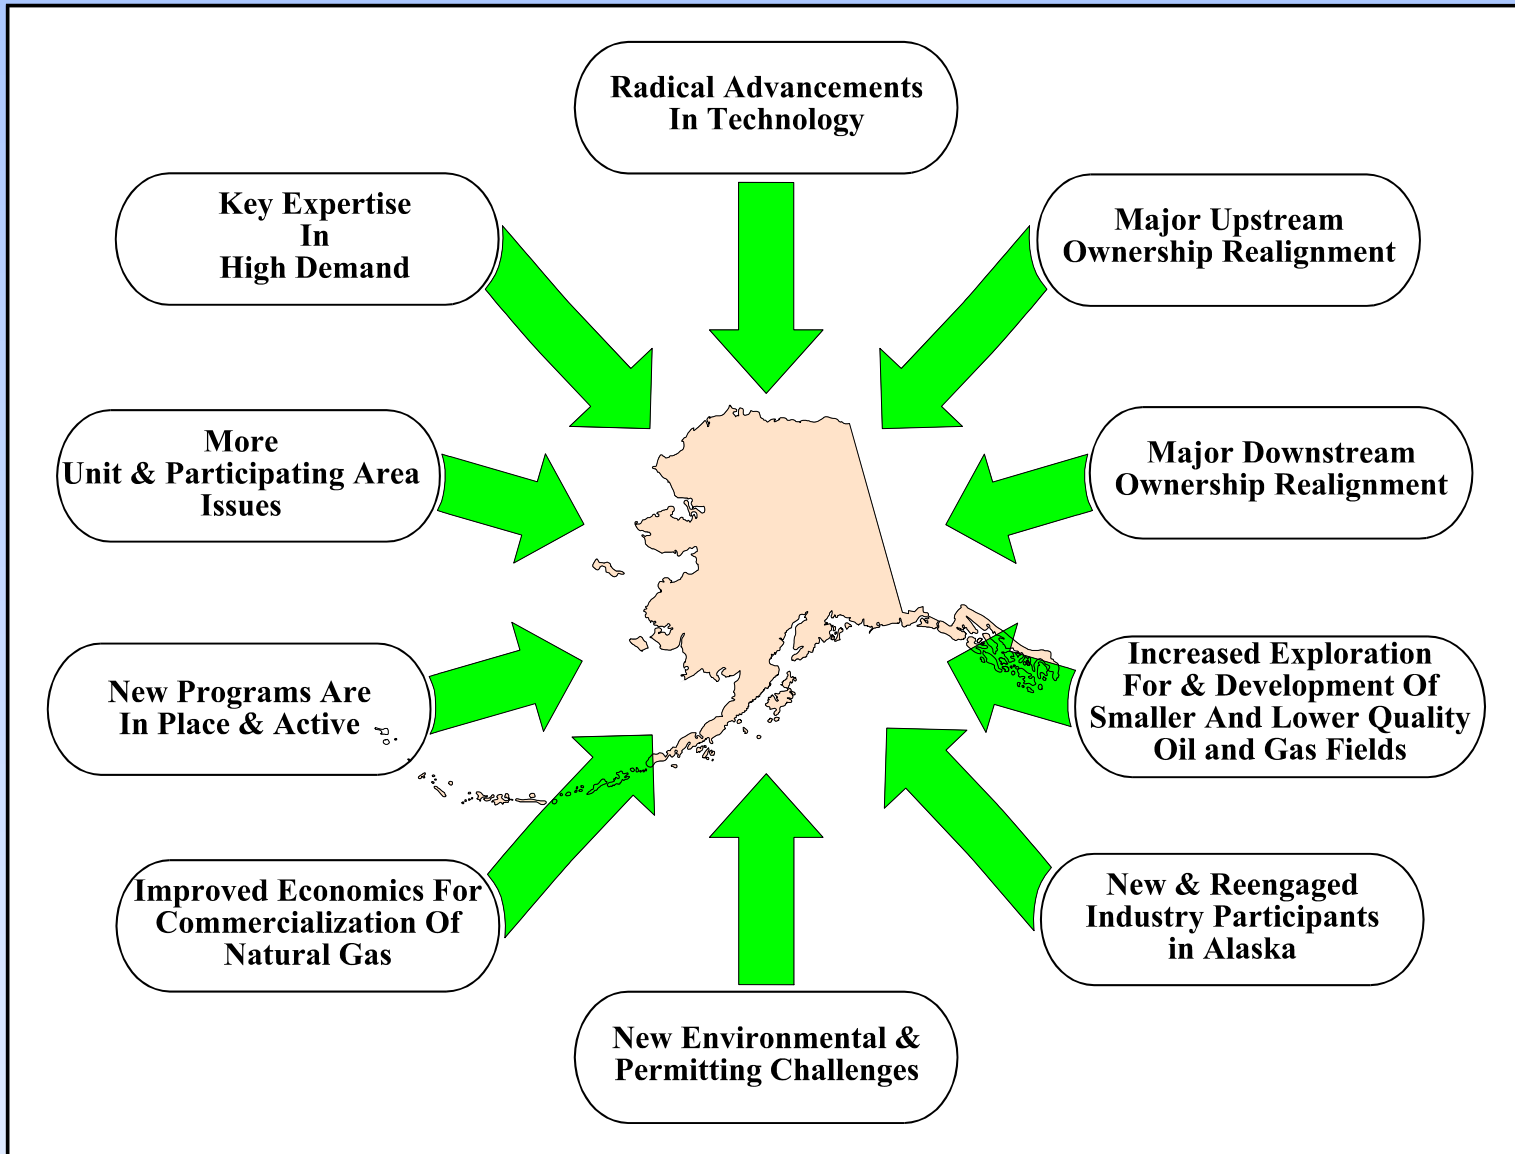 Radical Advancements
In Technology
Key Expertise
In
High Demand
Major Upstream
Ownership Realignment
More
Unit & Participating Area
Issues
Major Downstream
Ownership Realignment
New Programs Are
In Place & Active
Increased Exploration
For & Development Of
Smaller And Lower Quality
Oil and Gas Fields
Improved Economics For
Commercialization Of
Natural Gas
New & Reengaged
Industry Participants
in Alaska
New Environmental &
Permitting Challenges